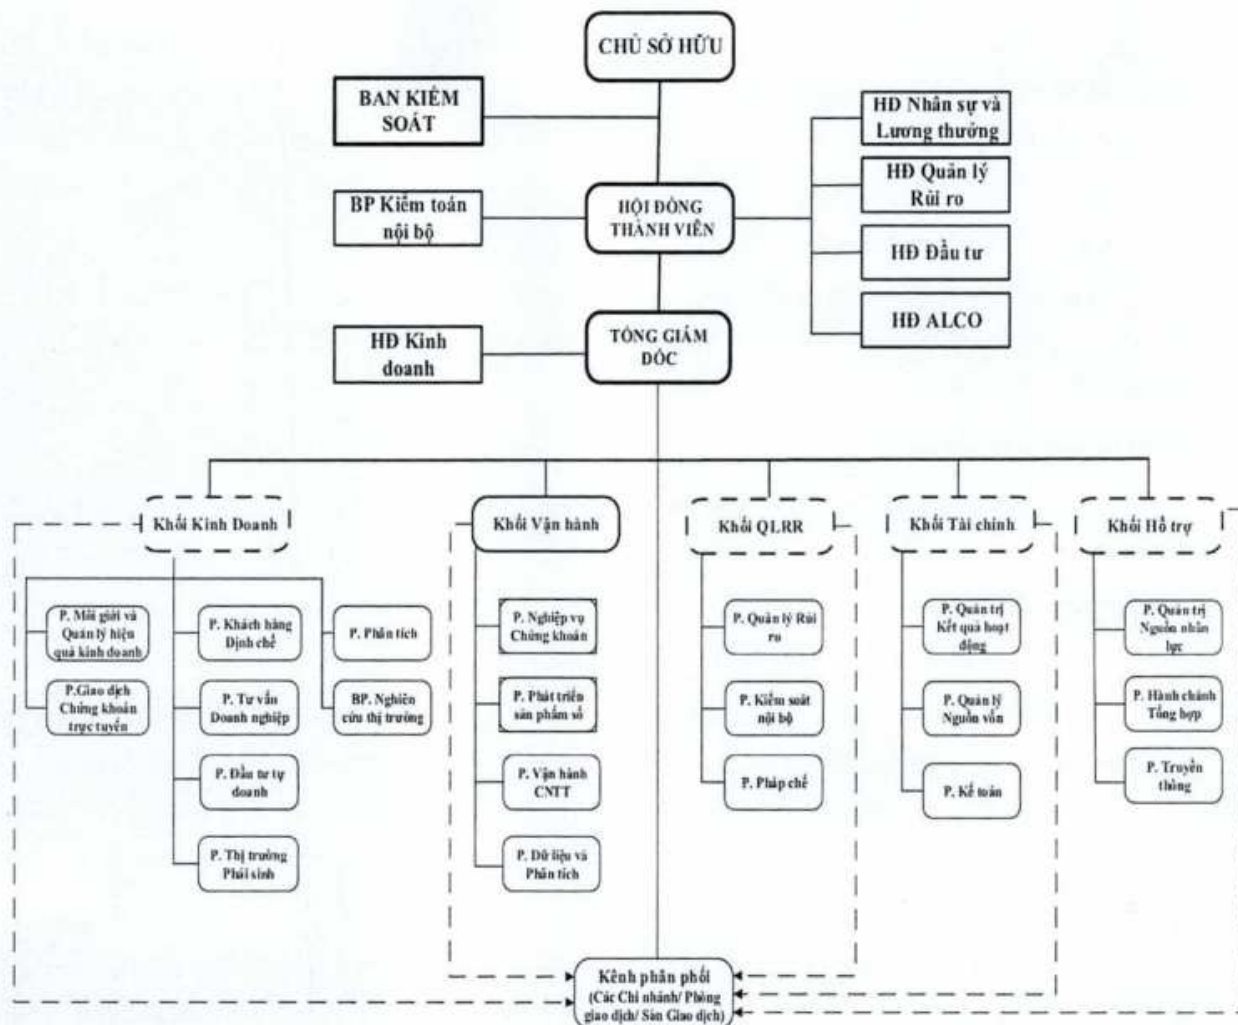 CHỦ SỞ HỮU
BAN KIỂM
SOÁT
HĐ Nhân sự và
Lương thưởng
HĐ Quản lý
Rủi ro
BP Kiểm toán
nội bộ
HỘI ĐỒNG
THÀNH VIÊN
HĐ Đầu tư
HĐ ALCO
TỔNG GIÁM
ĐỐC
HĐ Kinh
doanh
Khối Kinh Doanh
Khối Vận hành
Khối QLRR
Khối Tài chính
Khối Hỗ trợ
P. Môi giới và
Quản lý hiệu
quả kinh doanh
P.Giao dịch
Chứng khoán
trực tuyến
P. Khách hàng
Định chế
P. Tư vấn
Doanh nghiệp
P. Đầu tư tự
doanh
P. Thị trường
Phái sinh
P. Phân tích
BP. Nghiên
cứu thị trường
P. Nghiệp vụ
Chứng khoán
P. Phát triển
sản phẩm số
P. Vận hành
CNTT
P. Dữ liệu và
Phân tích
P. Quản lý Rủi
ro
P. Kiểm soát
nội bộ
P. Pháp chế
P. Quản trị
Kết quả hoạt
động
P. Quản lý
Nguồn vốn
P. Kế toán
P. Quản trị
Nguồn nhân
lực
P. Hành chánh
Tổng hợp
P. Truyền
thông
Kênh phân phối
(Các Chi nhánh/ Phòng
giao dịch/ Sàn Giao dịch)